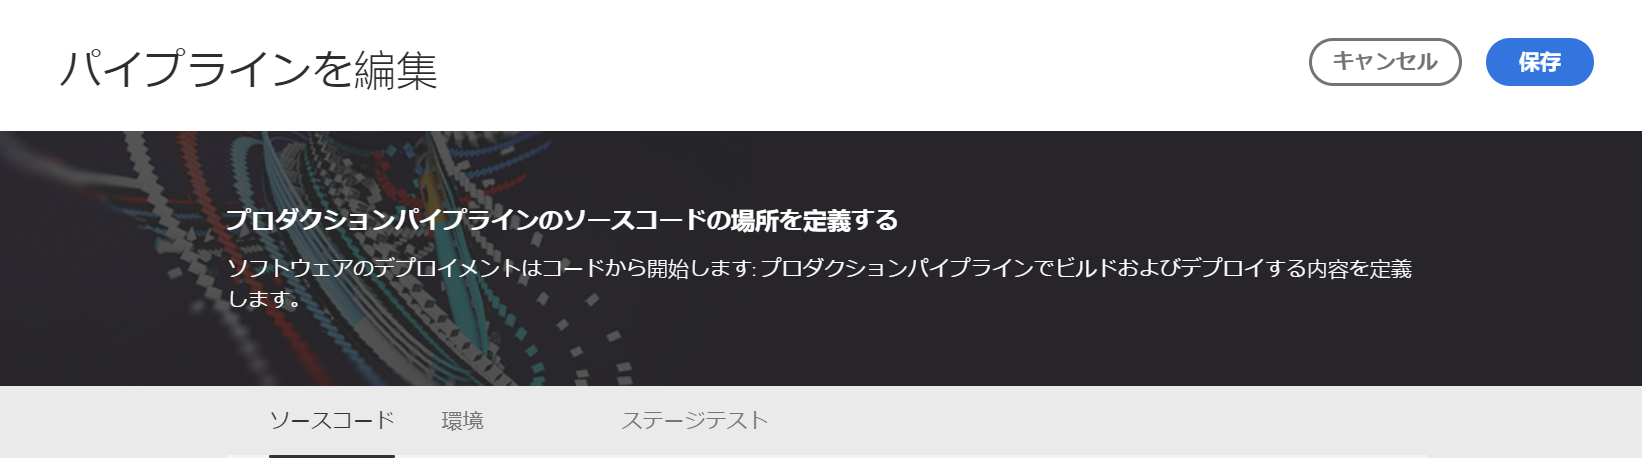 パイプラインを編集
キャンセル
保存
プロダクションパイプラインのソースコードの場所を定義する
ソフトウェアのデプロイメントはコードから開始します: プロダクションパイプラインでビルドおよびデプロイする内容を定義
します。
ソースコード
環境
ステージテスト